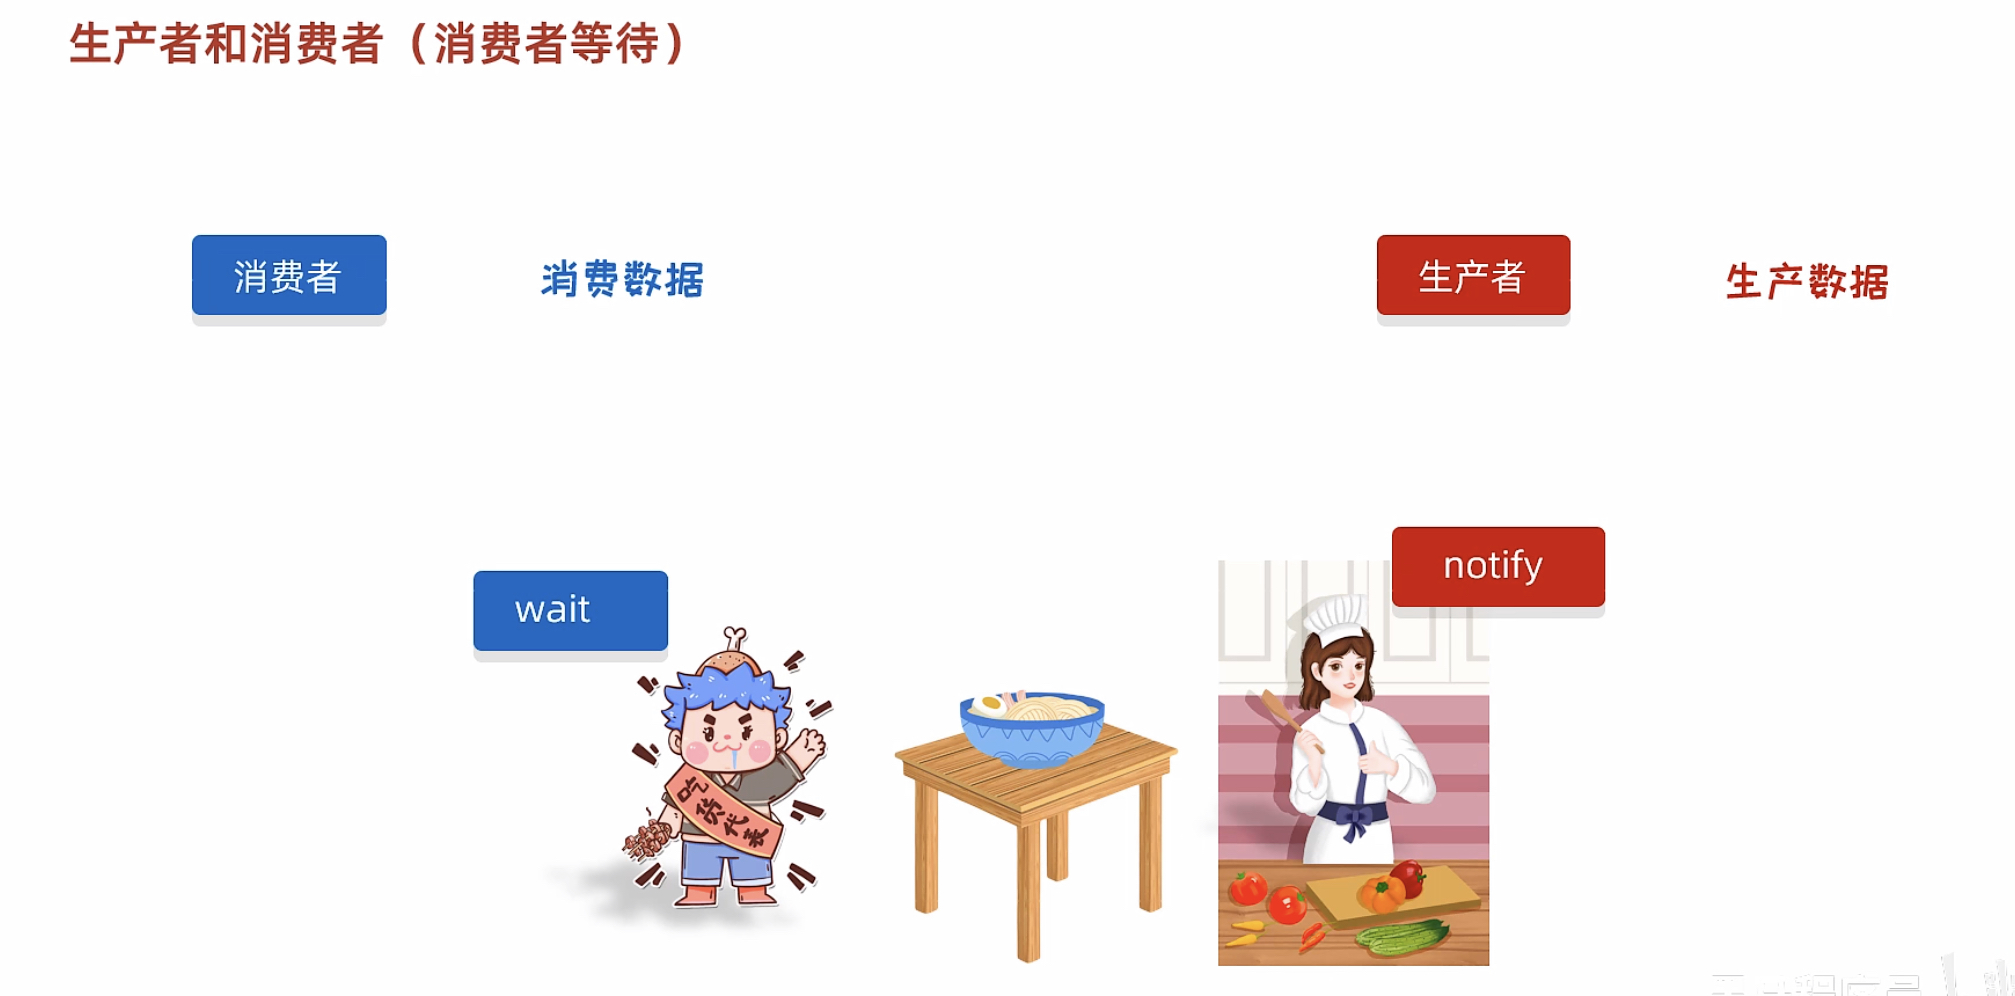 生产者和消费者（消费者等待）
消费者
消费数据
生产者
生产数据
notify
wait
吃货代表